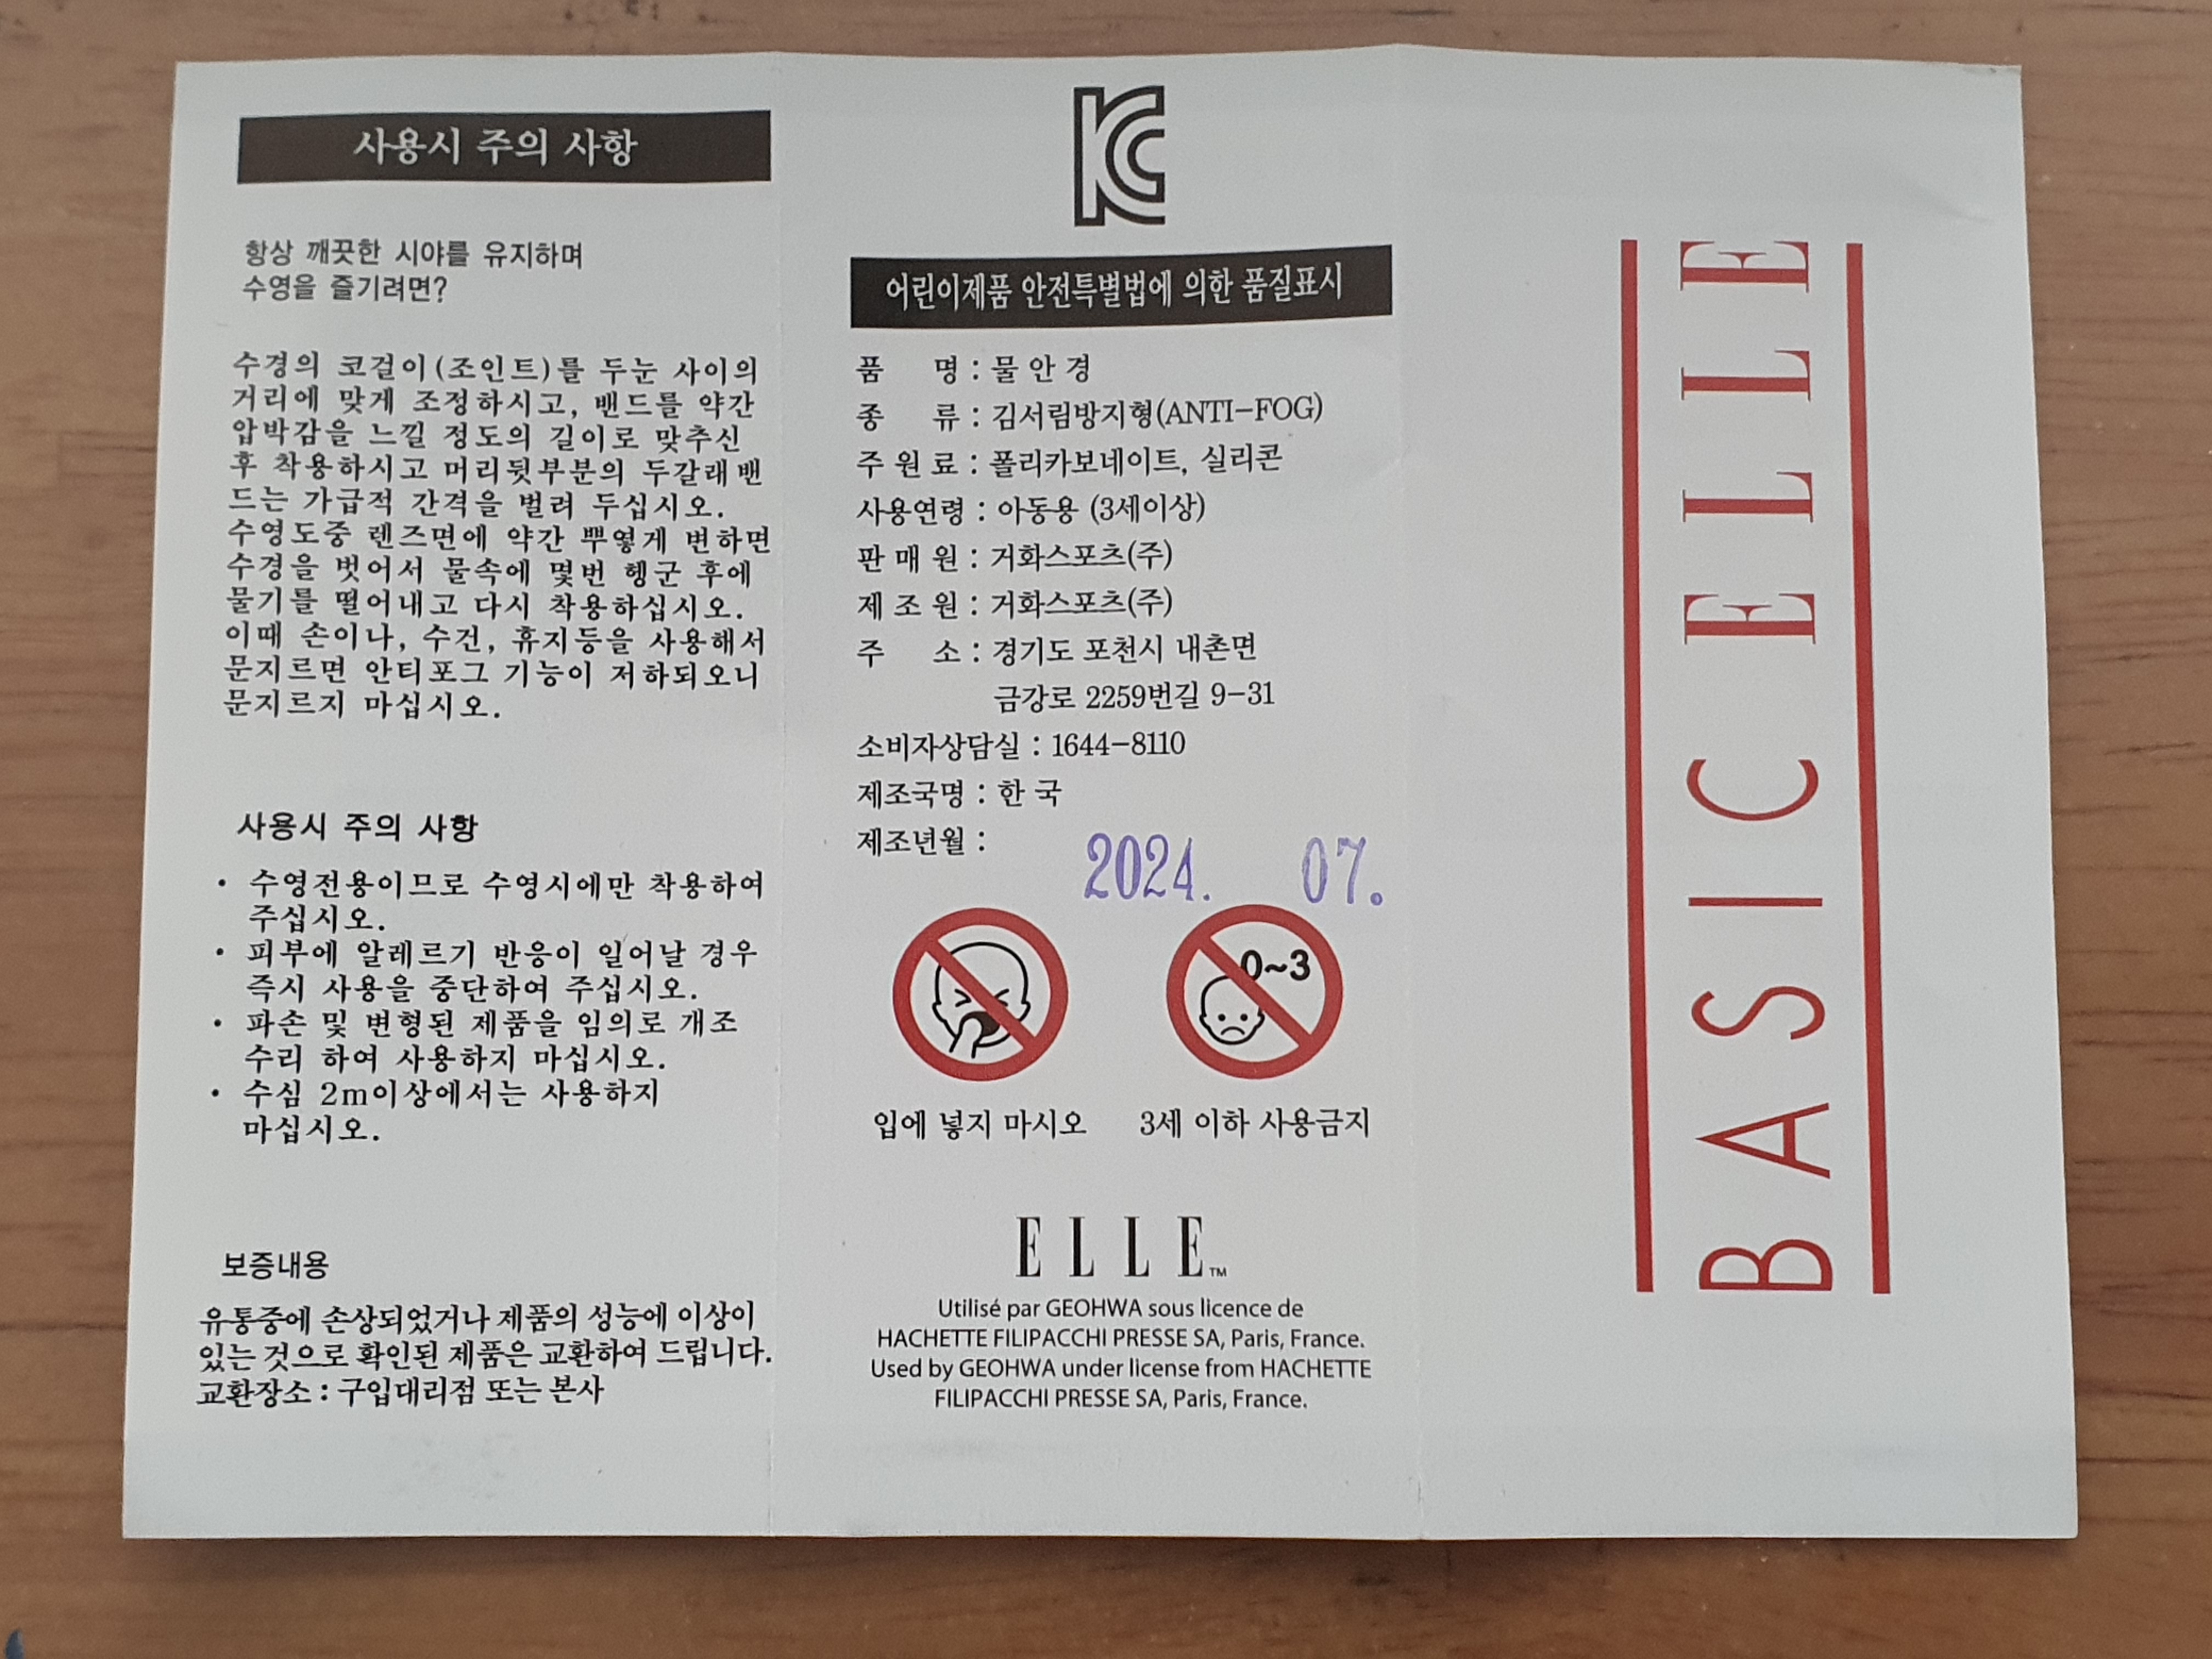 사용시 주의 사항
항상 깨끗한 시야를 유지하며
수영을 즐기려면?
수경의 코걸이(조인트)를 두눈 사이의
거리에 맞게 조정하시고, 밴드를 약간
압박감을 느낄 정도의 길이로 맞추신
후 착용하시고 머리뒷부분의 두갈래밴
드는 가급적 간격을 벌려 두십시오.
수영도중 렌즈면에 약간 뿌옇게 변하면
수경을 벗어서 물속에 몇번 헹군 후에
물기를 떨어내고 다시 착용하십시오.
이때 손이나, 수건, 휴지등을 사용해서
문지르면 안티포그 기능이 저하되오니
문지르지 마십시오.
사용시 주의 사항
• 수영전용이므로 수영시에만 착용하여
주십시오.
• 피부에 알레르기 반응이 일어날 경우
즉시 사용을 중단하여 주십시오.
• 파손 및 변형된 제품을 임의로 개조
수리 하여 사용하지 마십시오.
• 수심 2m이상에서는 사용하지
마십시오.
보증내용
유통중에 손상되었거나 제품의 성능에 이상이
있는 것으로 확인된 제품은 교환하여 드립니다.
교환장소 : 구입대리점 또는 본사
KC
어린이제품 안전특별법에 의한 품질표시
품 명 : 물 안 경
종 류 : 김서림방지형(ANTI-FOG)
주 원 료 : 폴리카보네이트, 실리콘
사용연령 : 아동용 (3세이상)
판 매 원 : 거화스포츠(주)
제 조 원 : 거화스포츠(주)
주 소 : 경기도 포천시 내촌면
금강로 2259번길 9-31
소비자상담실 : 1644-8110
제조국명 : 한 국
제조년월 :
2024. 07.
0~3
입에 넣지 마시오 3세 이하 사용금지
ELLE™
Utilisé par GEOHWA sous licence de
HACHETTE FILIPACCHI PRESSE SA, Paris, France.
Used by GEOHWA under license from HACHETTE
FILIPACCHI PRESSE SA, Paris, France.
BASIC ELLE